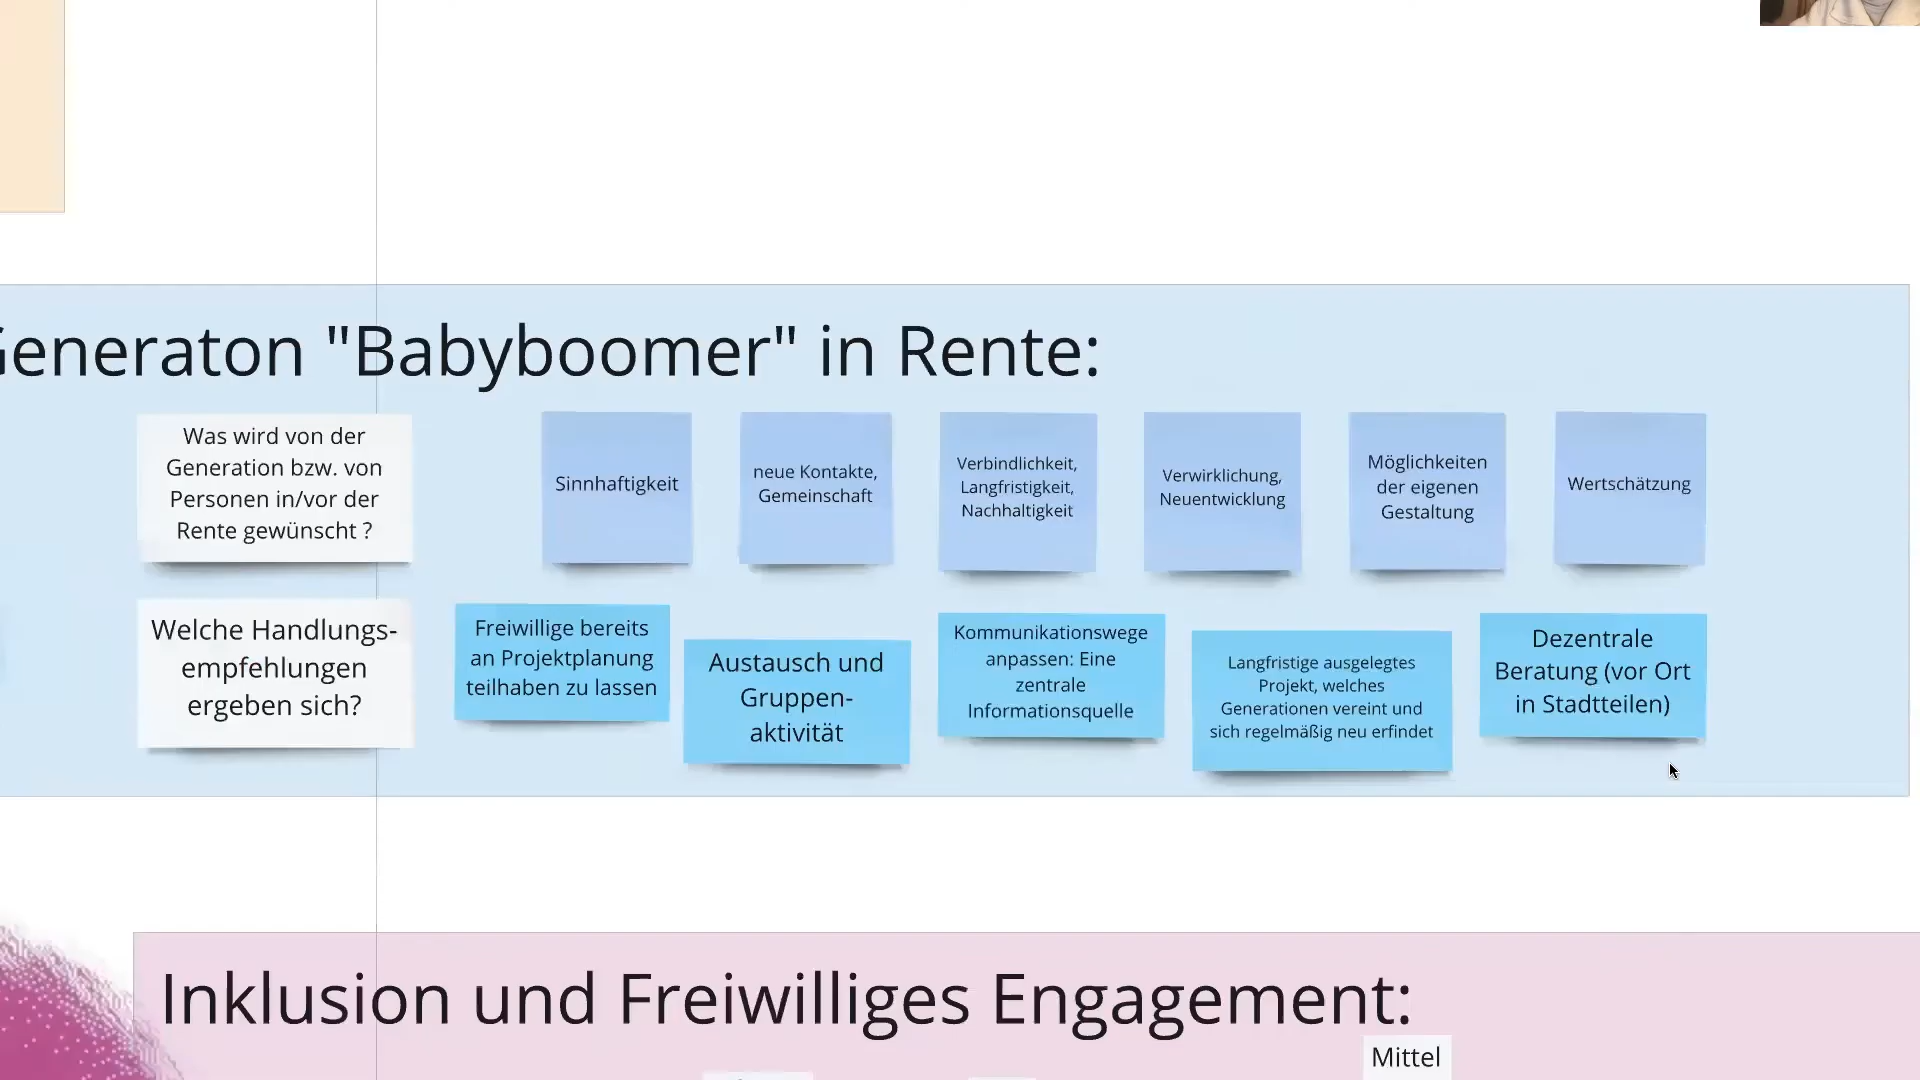 Generaton "Babyboomer" in Rente:
Was wird von der
Generation bzw. von
Personen in/vor der
Rente gewünscht ?
Sinnhaftigkeit
neue Kontakte,
Gemeinschaft
Verbindlichkeit,
Langfristigkeit,
Nachhaltigkeit
Verwirklichung,
Neuentwicklung
Möglichkeiten
der eigenen
Gestaltung
Wertschätzung
Welche Handlungs-
empfehlungen
ergeben sich?
Freiwillige bereits
an Projektplanung
teilhaben zu lassen
Austausch und
Gruppen-
aktivität
Kommunikationswege
anpassen: Eine
zentrale
Informationsquelle
Langfristige ausgelegtes
Projekt, welches
Generationen vereint und
sich regelmäßig neu erfindet
Dezentrale
Beratung (vor Ort
in Stadtteilen)
Inklusion und Freiwilliges Engagement:
Mittel